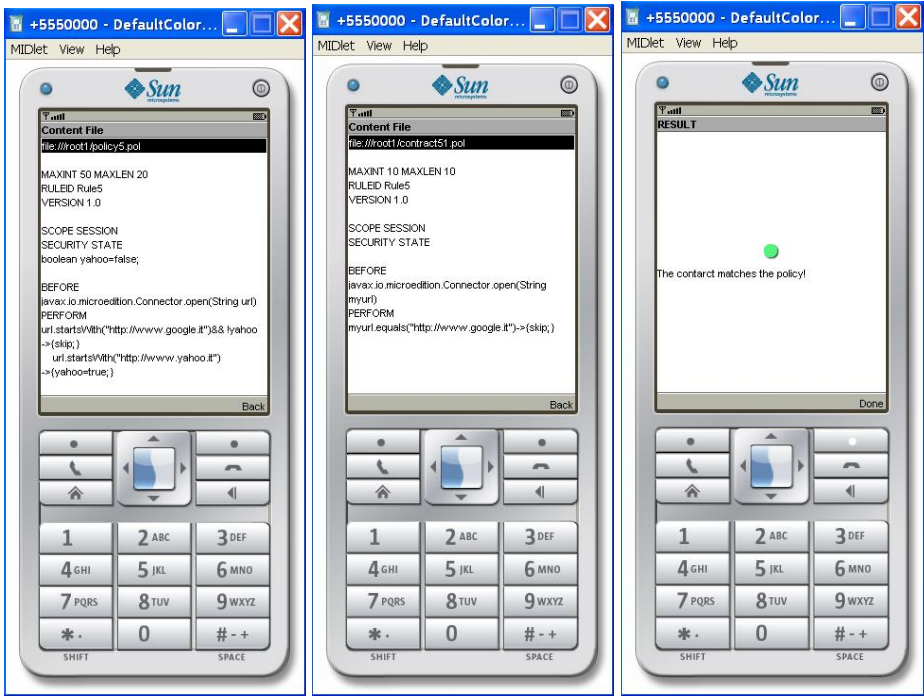 +5550000 - DefaultColor...
MIDlet View Help
Sun
microsystems
Content File
file:///root1/policy5.pol
MAXINT 50 MAXLEN 20
RULEID Rule5
VERSION 1.0
SCOPE SESSION
SECURITY STATE
boolean yahoo=false;
BEFORE
javax.io.microedition.Connector.open(String url)
PERFORM
url.startsWith("http://www.google.it")&& !yahoo
->{skip;}
url.startsWith("http://www.yahoo.it")
->{yahoo=true;}
Back
1 2 ABC 3 DEF
4 GHI 5 JKL 6 MNO
7 PQRS 8 TUV 9 WXYZ
* . 0 # - +
SHIFT SPACE
+5550000 - DefaultColor...
MIDlet View Help
Sun
microsystems
Content File
file:///root1/contract51.pol
MAXINT 10 MAXLEN 10
RULEID Rule5
VERSION 1.0
SCOPE SESSION
SECURITY STATE
BEFORE
javax.io.microedition.Connector.open(String
myurl)
PERFORM
myurl.equals("http://www.google.it")->{skip;}
Back
1 2 ABC 3 DEF
4 GHI 5 JKL 6 MNO
7 PQRS 8 TUV 9 WXYZ
* . 0 # - +
SHIFT SPACE
+5550000 - DefaultColor...
MIDlet View Help
Sun
microsystems
RESULT
The contarct matches the policy!
Done
1 2 ABC 3 DEF
4 GHI 5 JKL 6 MNO
7 PQRS 8 TUV 9 WXYZ
* . 0 # - +
SHIFT SPACE